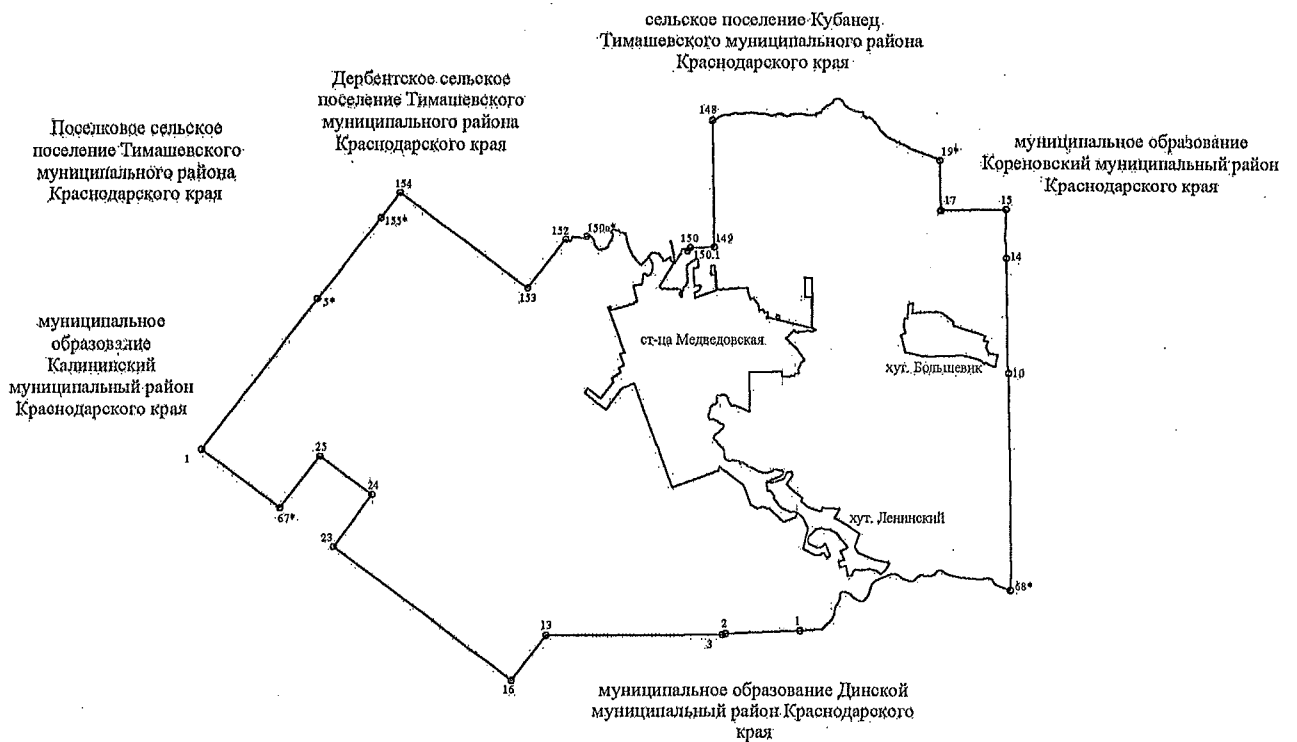 сельское поселение Кубанец
Тимашевского муниципального района
Краснодарского края
Дербентское сельское
поселение Тимашевского
муниципального района
Краснодарского края
Поселковое сельское
поселение Тимашевского
муниципального района
Краснодарского края
муниципальное образование
Кореновский муниципальный район
Краснодарского края
муниципальное
образование
Калининский
муниципальный район
Краснодарского края
148
19*
17
15
14
10
68*
154
155*
5*
152
150а*
150
149
150.1
153
ст-ца Медведовская
хут. Большевик
хут. Ленинский
1
25
24
67*
23
13
2
3
1
16
муниципальное образование Динской
муниципальный район Краснодарского
края